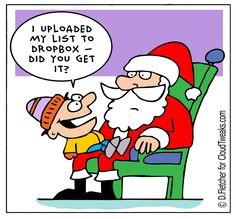 I UPLOADED
MY LIST TO
DROPBOX –
DID YOU GET
IT?
© D.Fletcher for CloudTweaks.com